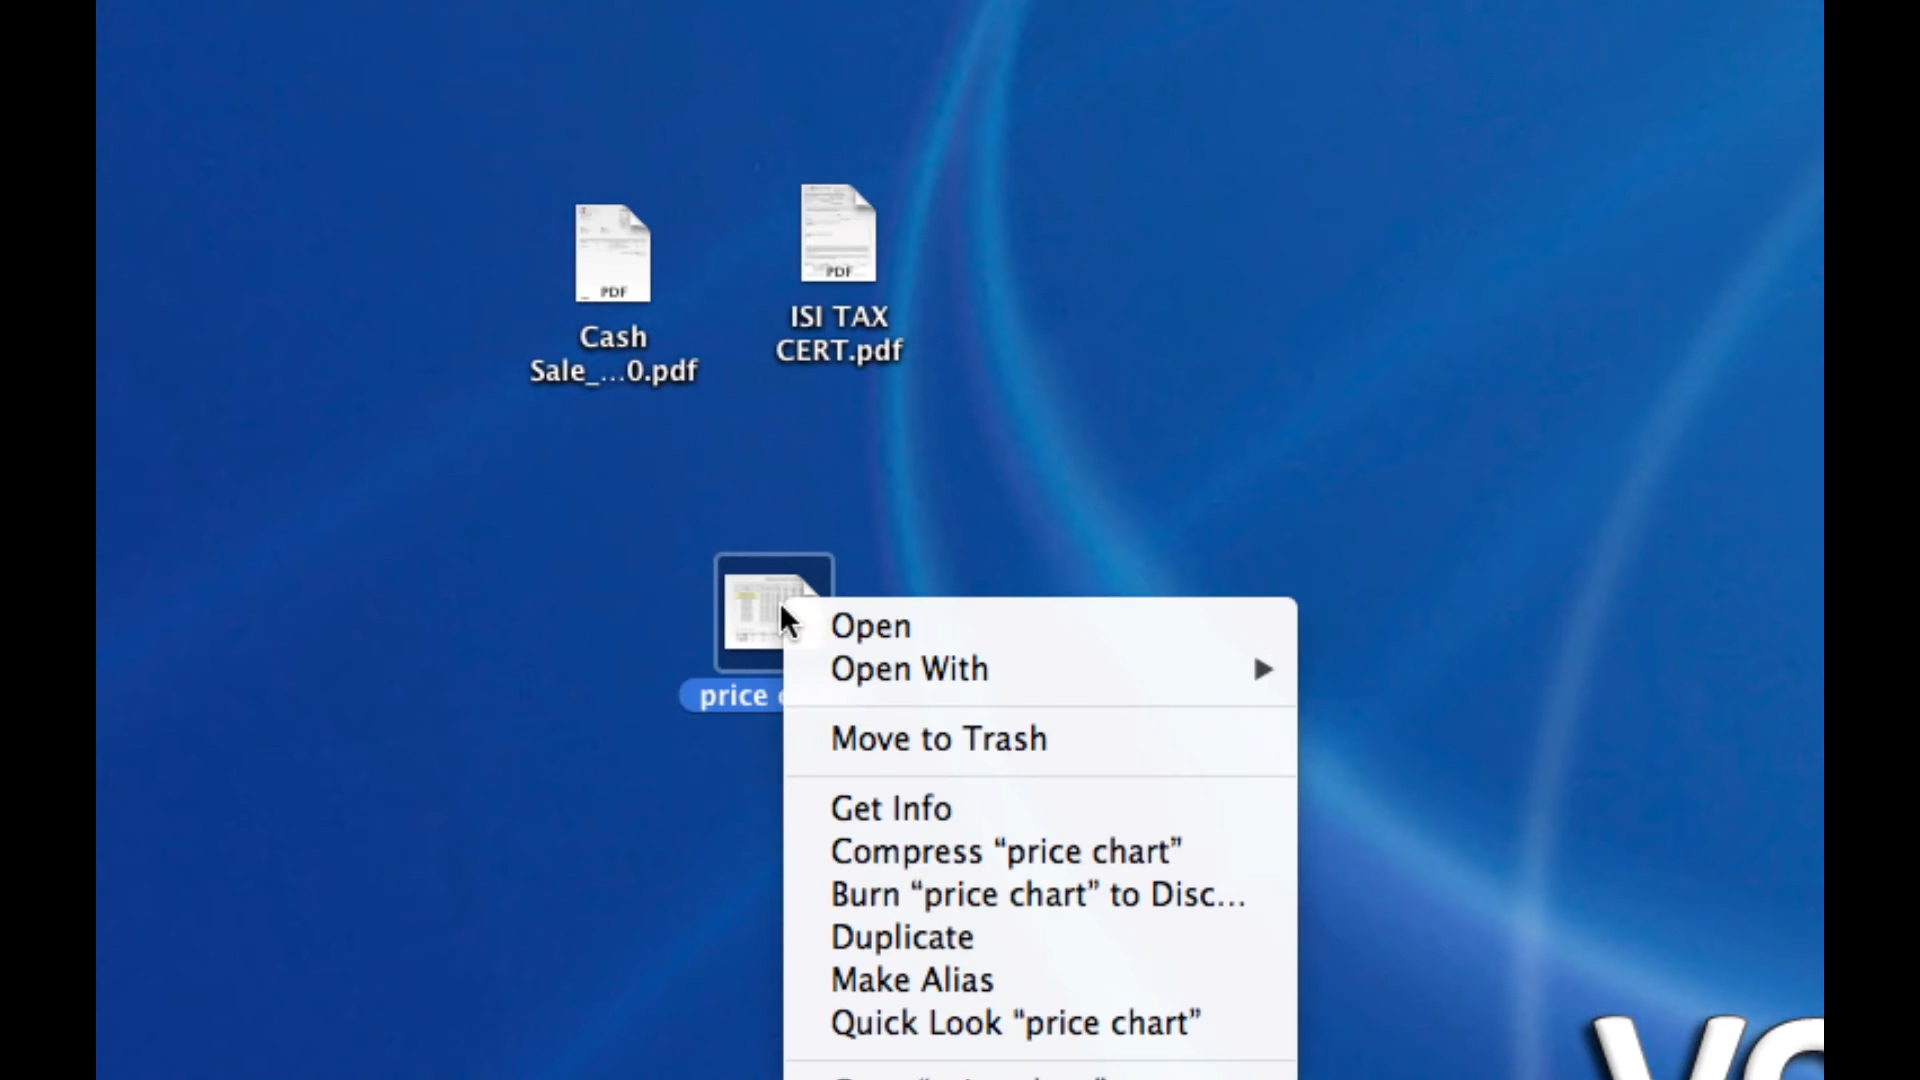 PDF
Cash
Sale_...0.pdf
PDF
ISI TAX
CERT.pdf
price
Open
Open With
Move to Trash
Get Info
Compress “price chart”
Burn “price chart” to Disc...
Duplicate
Make Alias
Quick Look “price chart”